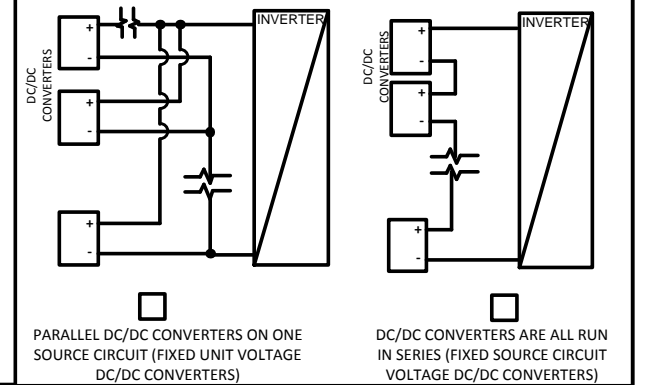 INVERTER
+
-
DC/DC
CONVERTERS
+
-
+
-
PARALLEL DC/DC CONVERTERS ON ONE
SOURCE CIRCUIT (FIXED UNIT VOLTAGE
DC/DC CONVERTERS)
INVERTER
+
-
DC/DC
CONVERTERS
+
-
+
-
DC/DC CONVERTERS ARE ALL RUN
IN SERIES (FIXED SOURCE CIRCUIT
VOLTAGE DC/DC CONVERTERS)